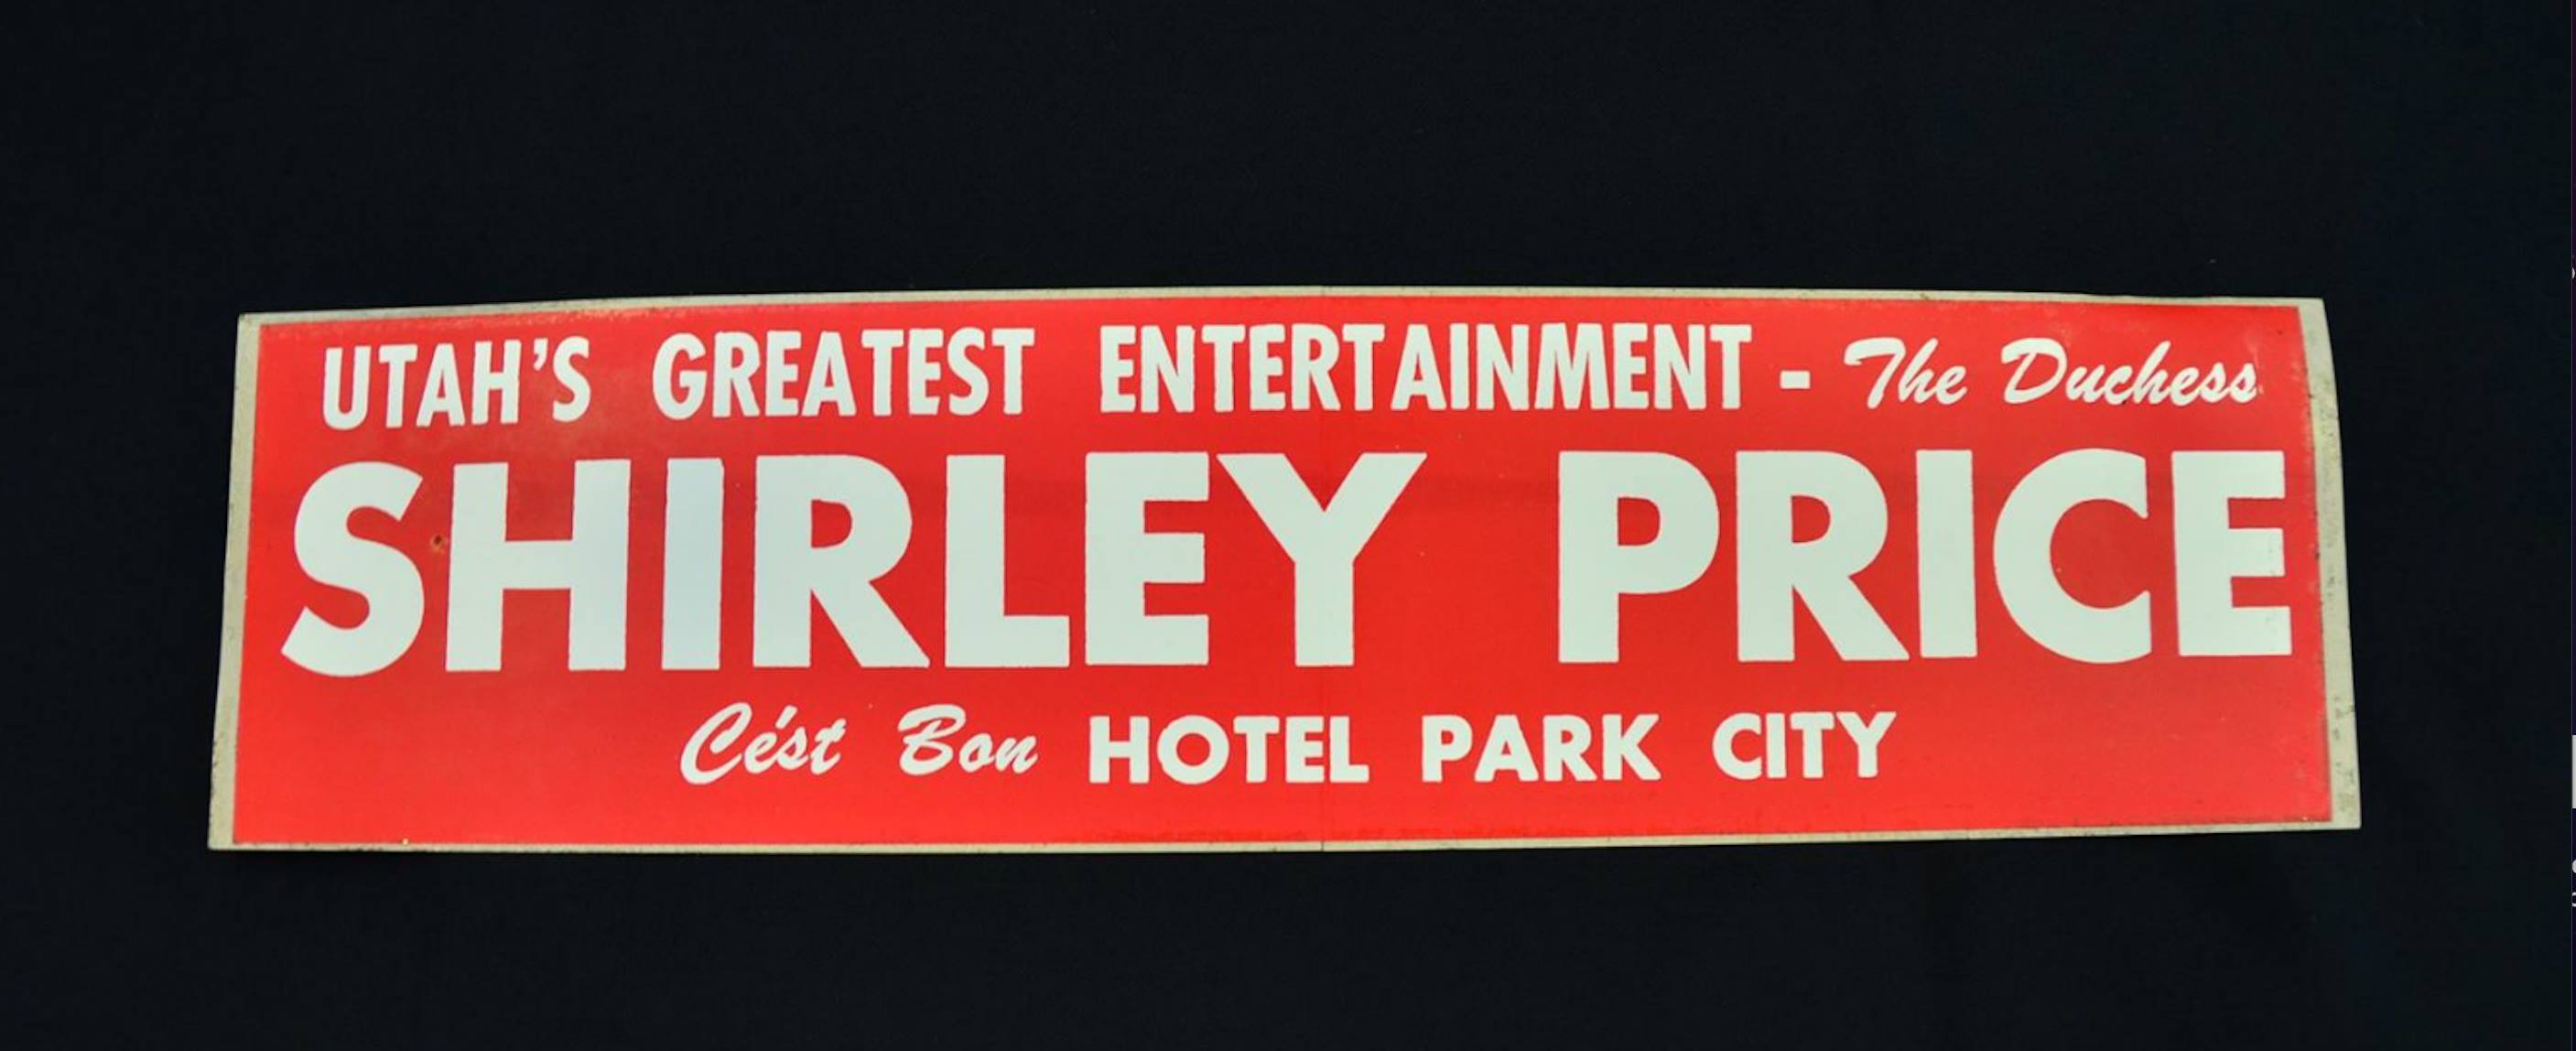 UTAH'S GREATEST ENTERTAINMENT - The Duchess
SHIRLEY PRICE
Cést Bon HOTEL PARK CITY